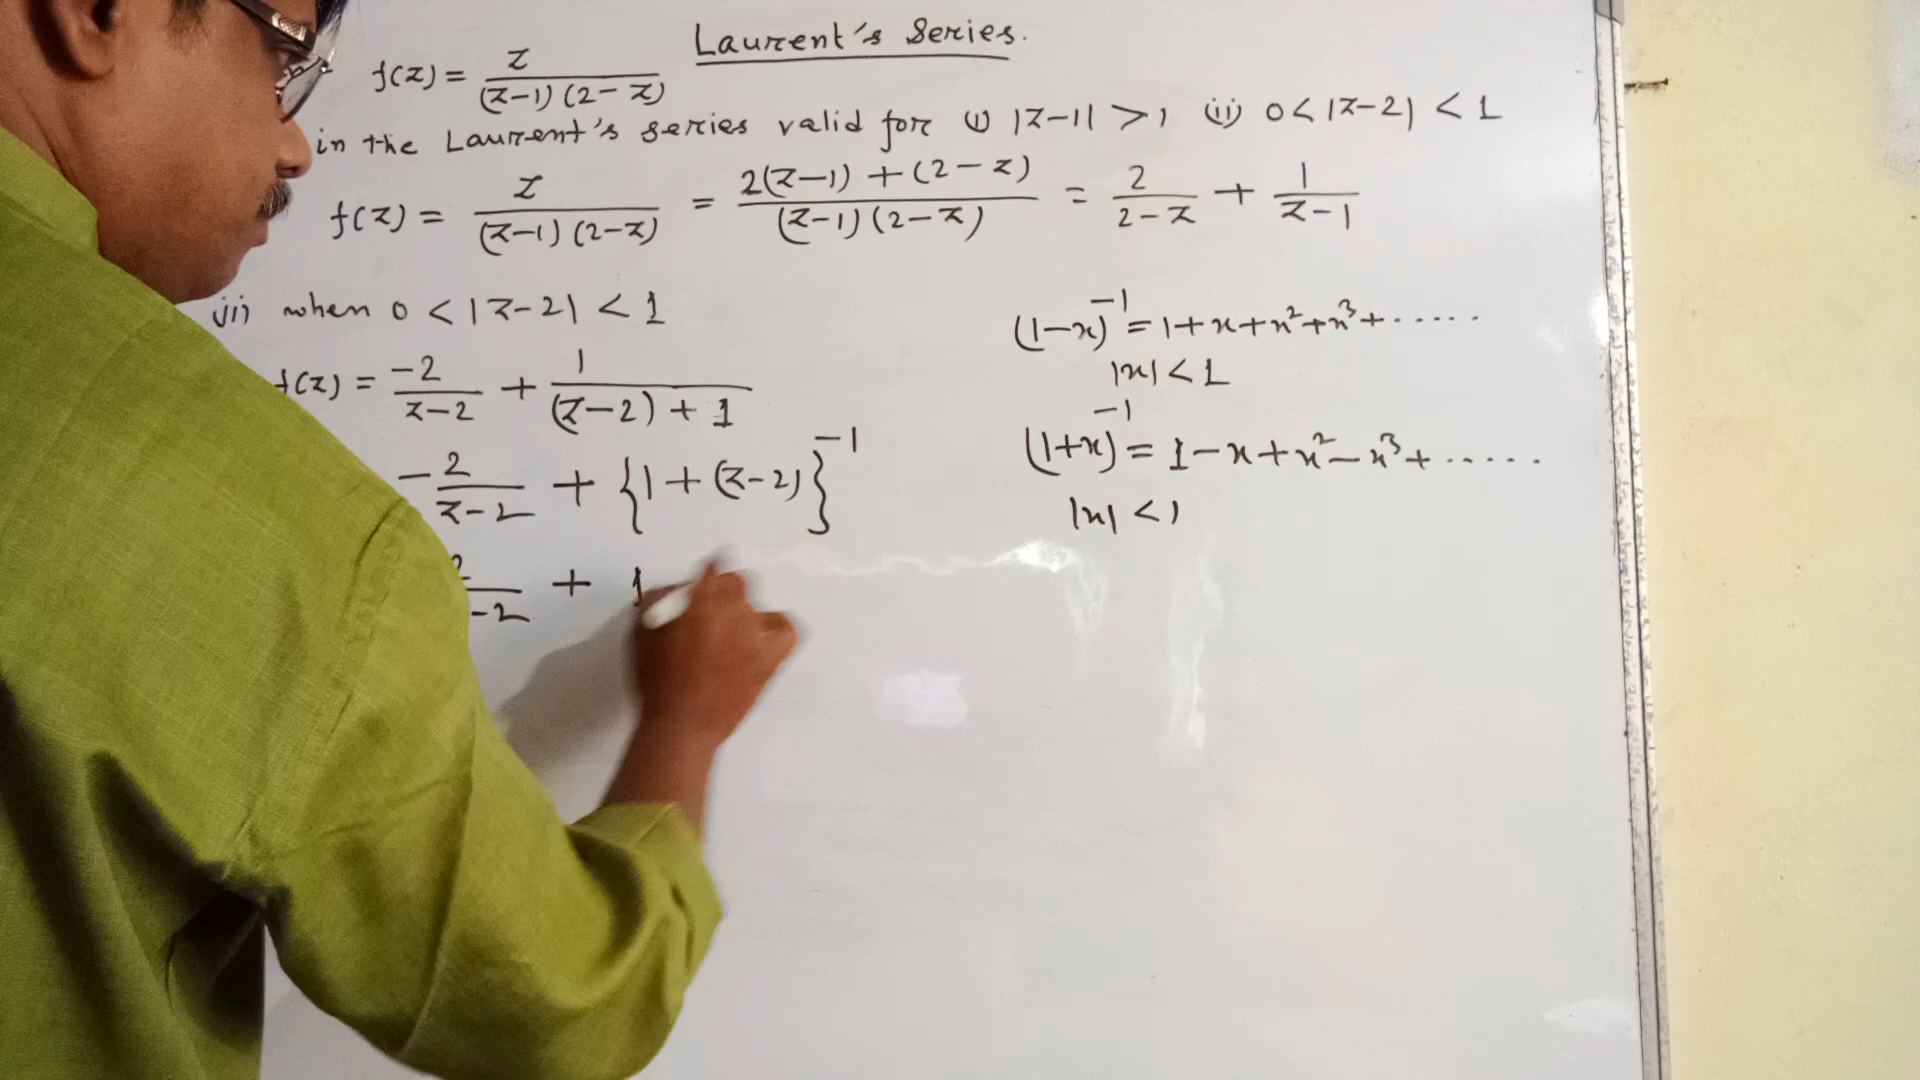 Laurent's Series.
f(z) = z / (z-1)(2-z)
in the Laurent's series valid for (i) |z-1| > 1 (ii) 0 < |z-2| < 1
f(z) = z / (z-1)(2-z) = 2(z-1) + (2-z) / (z-1)(2-z) = 2 / 2-z + 1 / z-1
(ii) when 0 < |z-2| < 1
f(z) = -2 / z-2 + 1 / (z-2) + 1
- 2 / z-2 + {1 + (z-2)}^-1
2 / -2 + 1
(1-x)^-1 = 1 + x + x^2 + x^3 + .....
|x| < 1
(1+x)^-1 = 1 - x + x^2 - x^3 + .....
|x| < 1